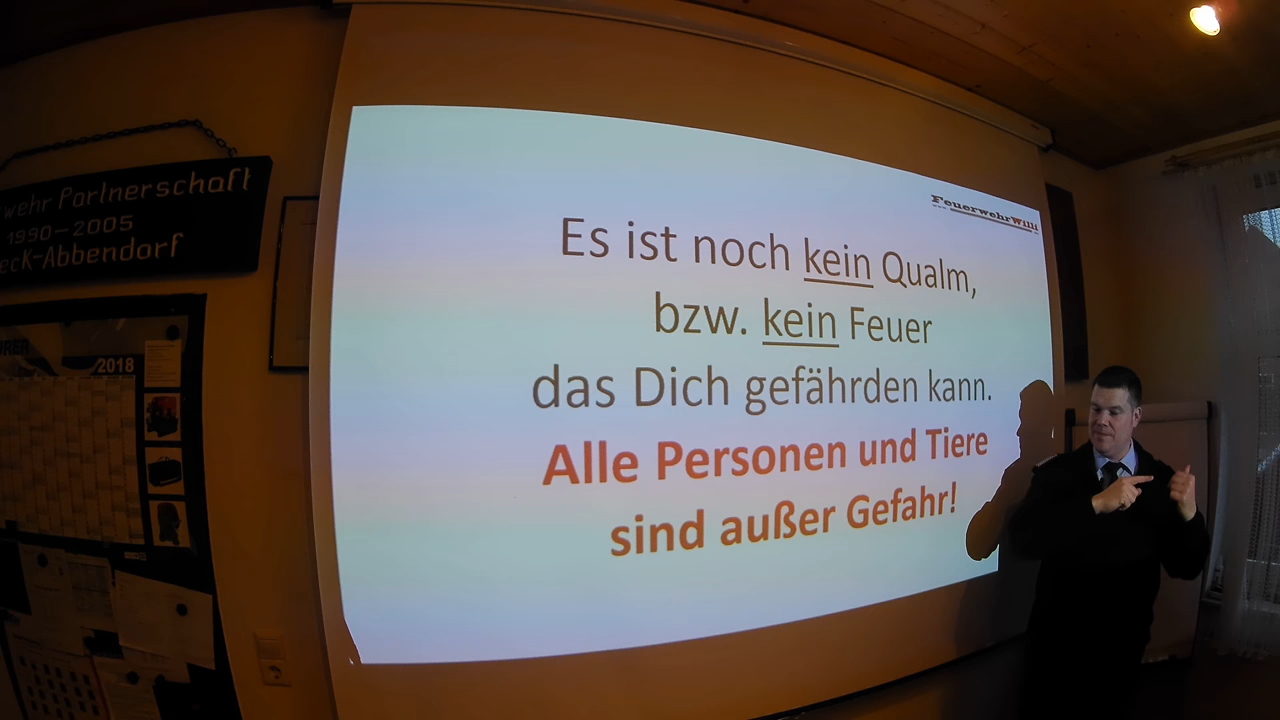 wehr Partnerschaft
1990-2005
eck-Abbendorf
2018
FeuerwehrWilli
Es ist noch kein Qualm,
bzw. kein Feuer
das Dich gefährden kann.
Alle Personen und Tiere
sind außer Gefahr!